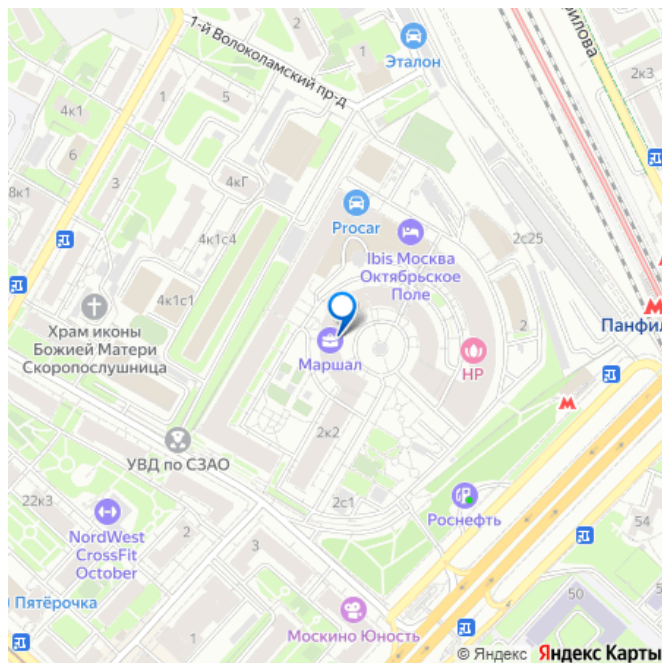 2
1-й Волоколамский пр-д
1
Эталон
рилова
2к3
1
5
4к1
6
3
4кГ
8к1
Procar
4к1с4
Ibis Москва
Октябрьское
Поле
2с25
4к1с1
Храм иконы
Божией Матери
Скоропослушница
2
Панфил
Маршал
HP
2к2
УВД по СЗАО
22к3
2с1
Роснефть
NordWest
CrossFit
October
2
3
54
50
Пятёрочка
Москино Юность
© Яндекс Яндекс Карты